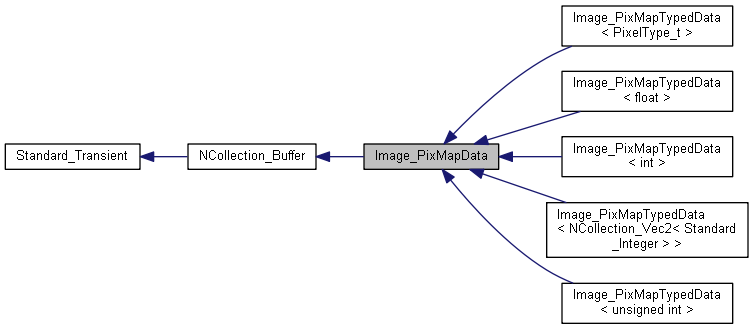 Image_PixMapTypedData
< PixelType_t >
Image_PixMapTypedData
< float >
Standard_Transient
NCollection_Buffer
Image_PixMapData
Image_PixMapTypedData
< int >
Image_PixMapTypedData
< NCollection_Vec2< Standard
_Integer > >
Image_PixMapTypedData
< unsigned int >